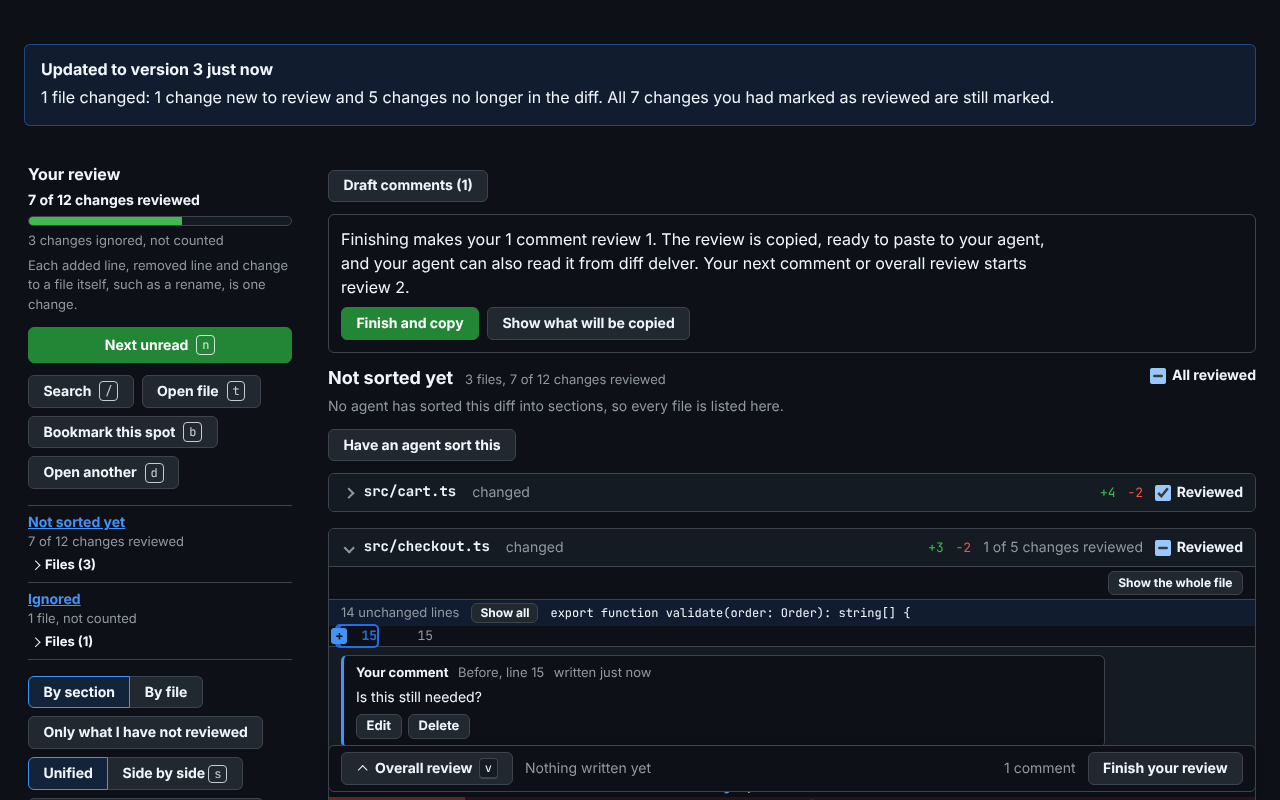 Updated to version 3 just now
1 file changed: 1 change new to review and 5 changes no longer in the diff. All 7 changes you had marked as reviewed are still marked.
Your review
7 of 12 changes reviewed
3 changes ignored, not counted
Each added line, removed line and change
to a file itself, such as a rename, is one
change.
Next unread n
Search / Open file t
Bookmark this spot b
Open another d
Not sorted yet
7 of 12 changes reviewed
Files (3)
Ignored
1 file, not counted
Files (1)
By section By file
Only what I have not reviewed
Unified Side by side s
Draft comments (1)
Finishing makes your 1 comment review 1. The review is copied, ready to paste to your agent,
and your agent can also read it from diff delver. Your next comment or overall review starts
review 2.
Finish and copy Show what will be copied
Not sorted yet 3 files, 7 of 12 changes reviewed All reviewed
No agent has sorted this diff into sections, so every file is listed here.
Have an agent sort this
src/cart.ts changed +4 -2 Reviewed
src/checkout.ts changed +3 -2 1 of 5 changes reviewed Reviewed
Show the whole file
14 unchanged lines Show all export function validate(order: Order): string[] {
+ 15 15
Your comment Before, line 15 written just now
Is this still needed?
Edit Delete
Overall review v Nothing written yet 1 comment Finish your review